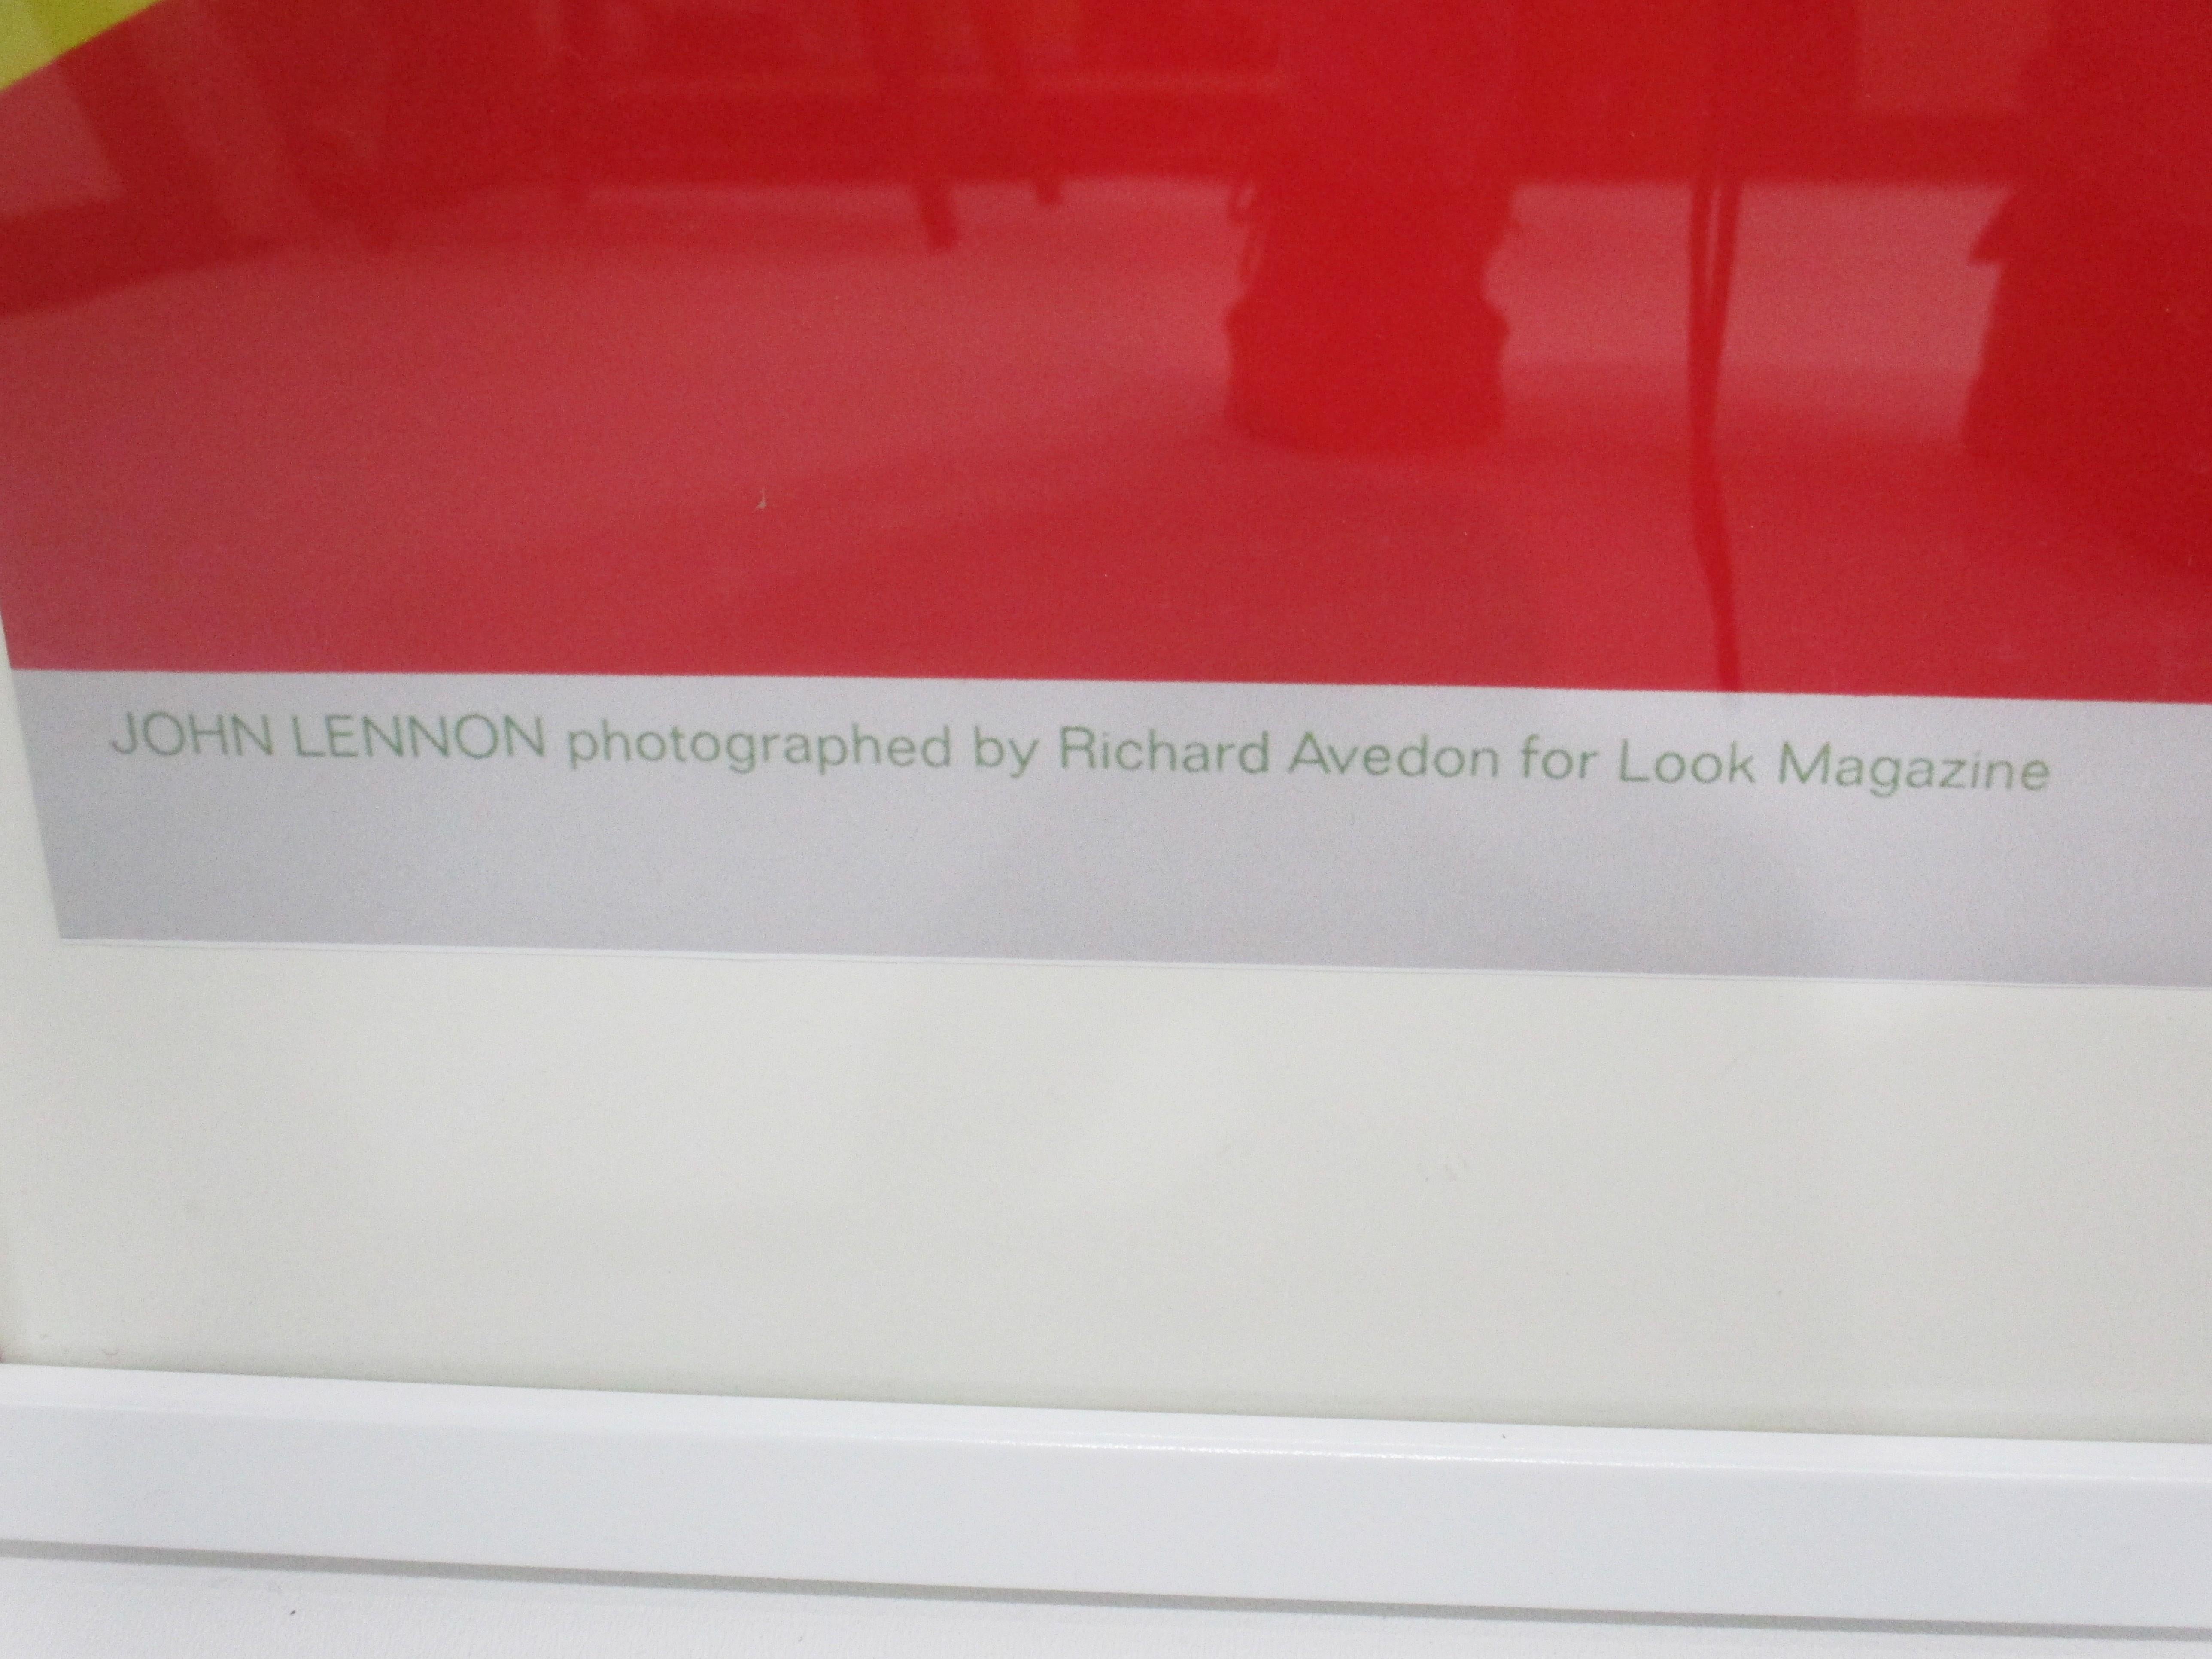 JOHN LENNON photographed by Richard Avedon for Look Magazine